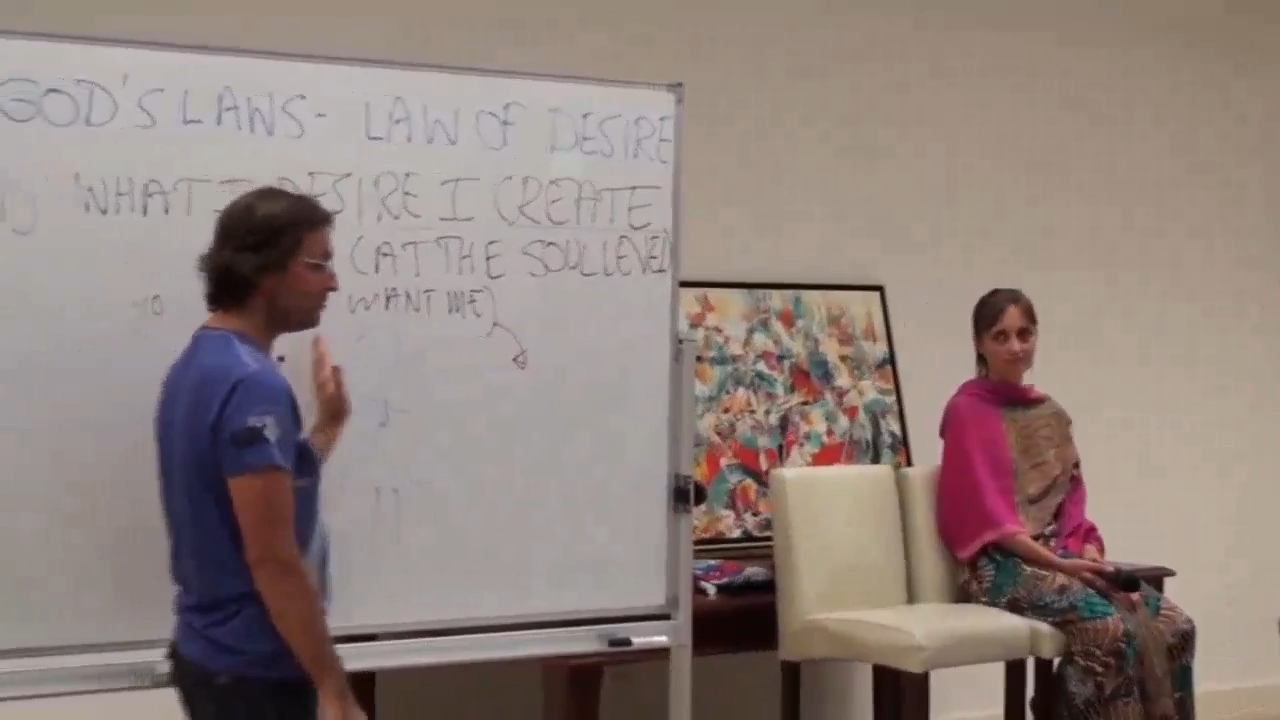 GOD'S LAWS - LAW OF DESIRE
WHAT I DESIRE I CREATE
(AT THE SOUL LEVEL)
WANT ME)